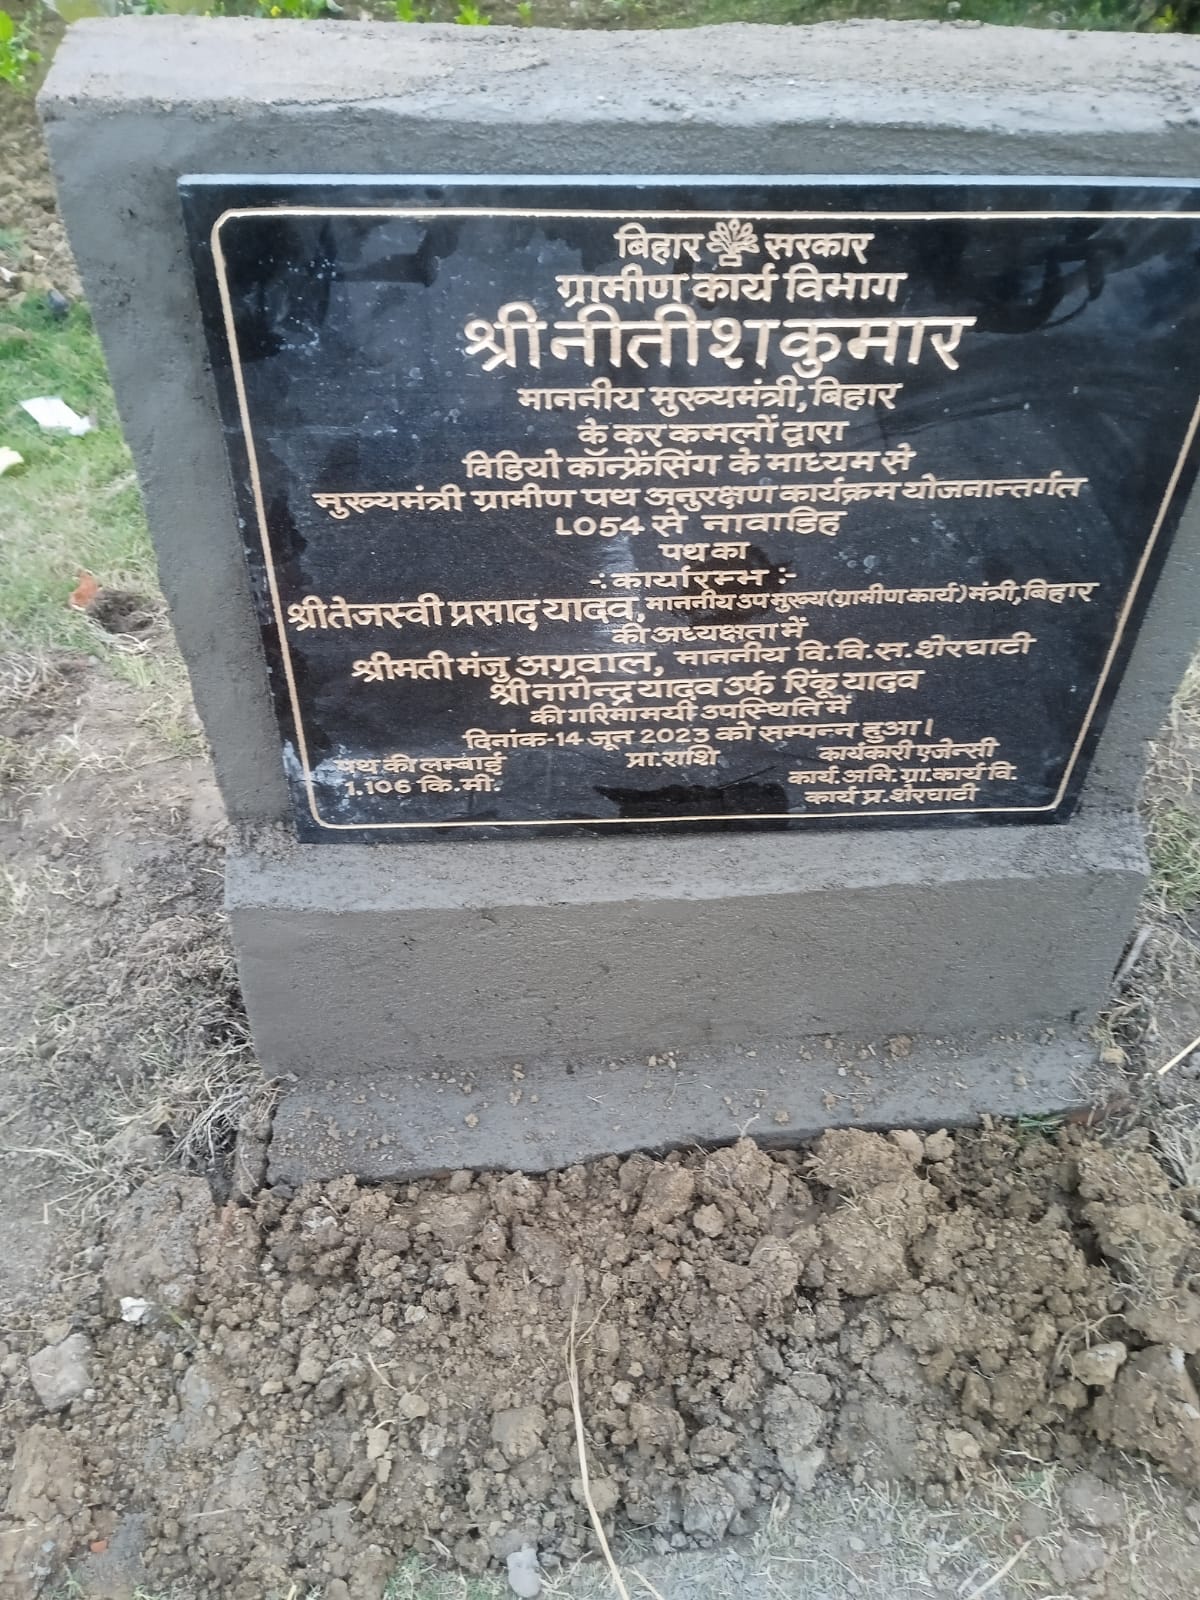 बिहार सरकार
ग्रामीण कार्य विभाग
श्री नीतीश कुमार
माननीय मुख्यमंत्री, बिहार
के कर कमलों द्वारा
विडियो कॉन्फ्रेंसिंग के माध्यम से
मुख्यमंत्री ग्रामीण पथ अनुरक्षण कार्यक्रम योजनान्तर्गत
L054 से नावाडिह
पथ का
-: कार्यारम्भ :-
श्री तेजस्वी प्रसाद यादव, माननीय उप मुख्य (ग्रामीण कार्य) मंत्री, बिहार
की अध्यक्षता में
श्रीमती मंजु अग्रवाल, माननीय वि.वि.स. शेरघाटी
श्री नागेन्द्र यादव उर्फ रिंकू यादव
की गरिमामयी उपस्थिति में
दिनांक-14 जून 2023 को सम्पन्न हुआ।
पथ की लम्बाई
1.106 कि.मी.
प्रा. राशि
कार्यकारी एजेन्सी
कार्य. अभि. ग्रा. कार्य वि.
कार्य प्र. शेरघाटी